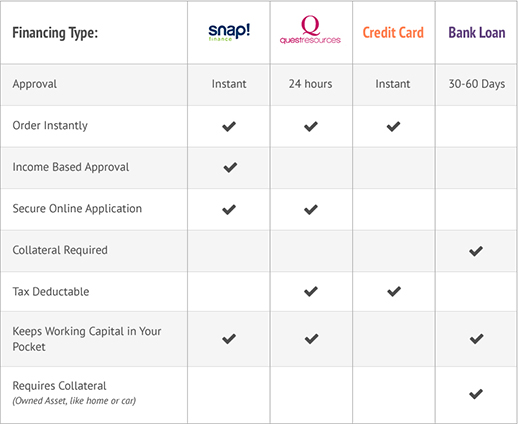 Financing Type: snap! finance Q questresources Credit Card Bank Loan
Approval Instant 24 hours Instant 30-60 Days
Order Instantly ✔ ✔ ✔
Income Based Approval ✔
Secure Online Application ✔ ✔
Collateral Required ✔
Tax Deductable ✔ ✔
Keeps Working Capital in Your
Pocket ✔ ✔ ✔
Requires Collateral
(Owned Asset, like home or car) ✔